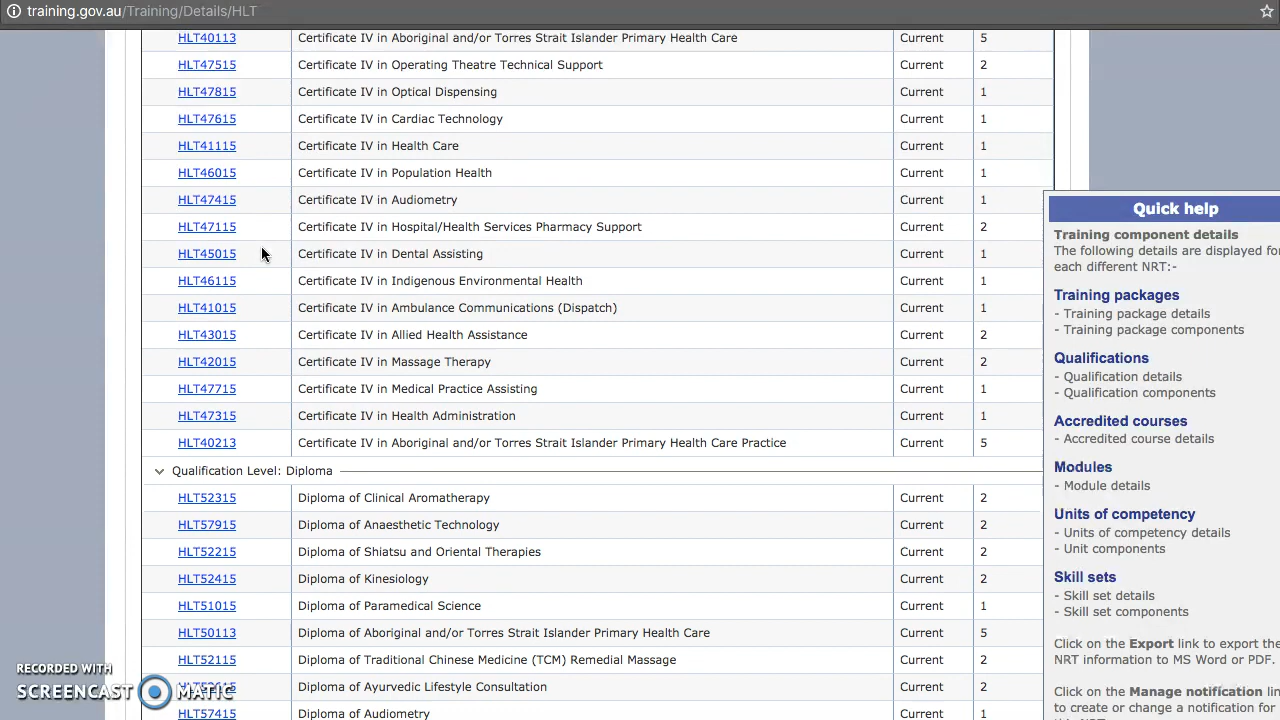 training.gov.au/Training/Details/HLT
HLT40113 Certificate IV in Aboriginal and/or Torres Strait Islander Primary Health Care Current 5
HLT47515 Certificate IV in Operating Theatre Technical Support Current 2
HLT47815 Certificate IV in Optical Dispensing Current 1
HLT47615 Certificate IV in Cardiac Technology Current 1
HLT41115 Certificate IV in Health Care Current 1
HLT46015 Certificate IV in Population Health Current 1
HLT47415 Certificate IV in Audiometry Current 1
HLT47115 Certificate IV in Hospital/Health Services Pharmacy Support Current 2
HLT45015 Certificate IV in Dental Assisting Current 1
HLT46115 Certificate IV in Indigenous Environmental Health Current 1
HLT41015 Certificate IV in Ambulance Communications (Dispatch) Current 1
HLT43015 Certificate IV in Allied Health Assistance Current 2
HLT42015 Certificate IV in Massage Therapy Current 2
HLT47715 Certificate IV in Medical Practice Assisting Current 1
HLT47315 Certificate IV in Health Administration Current 1
HLT40213 Certificate IV in Aboriginal and/or Torres Strait Islander Primary Health Care Practice Current 5
Qualification Level: Diploma
HLT52315 Diploma of Clinical Aromatherapy Current 2
HLT57915 Diploma of Anaesthetic Technology Current 2
HLT52215 Diploma of Shiatsu and Oriental Therapies Current 2
HLT52415 Diploma of Kinesiology Current 2
HLT51015 Diploma of Paramedical Science Current 1
HLT50113 Diploma of Aboriginal and/or Torres Strait Islander Primary Health Care Current 5
HLT52115 Diploma of Traditional Chinese Medicine (TCM) Remedial Massage Current 2
Diploma of Ayurvedic Lifestyle Consultation Current 2
HLT57415 Diploma of Audiometry Current 1
Quick help
Training component details
The following details are displayed for
each different NRT:-
Training packages
- Training package details
- Training package components
Qualifications
- Qualification details
- Qualification components
Accredited courses
- Accredited course details
Modules
- Module details
Units of competency
- Units of competency details
- Unit components
Skill sets
- Skill set details
- Skill set components
Click on the Export link to export the
NRT information to MS Word or PDF.
Click on the Manage notification
to create or change a notification for
RECORDED WITH
SCREENCAST MATIC